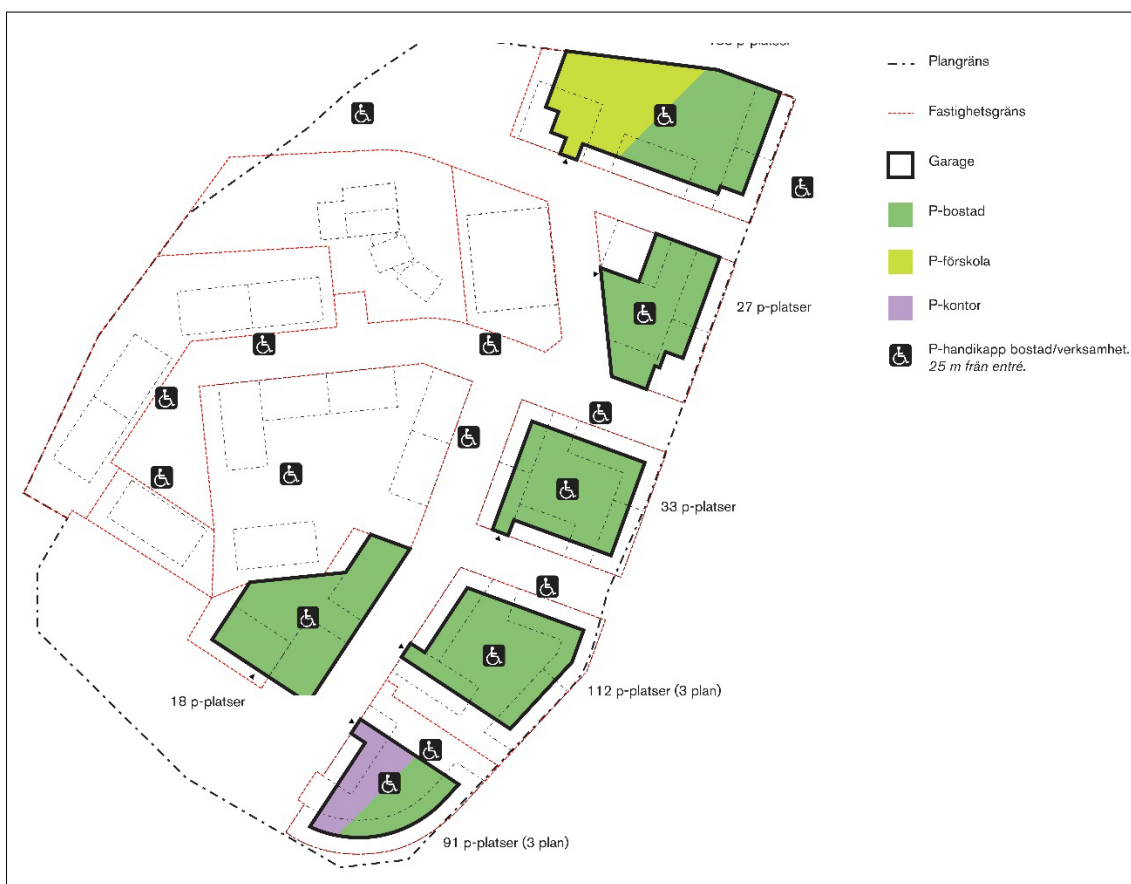 p-platser
Plangräns
Fastighetsgräns
Garage
P-bostad
P-förskola
27 p-platser
P-kontor
P-handikapp bostad/verksamhet.
25 m från entré.
33 p-platser
112 p-platser (3 plan)
18 p-platser
91 p-platser (3 plan)